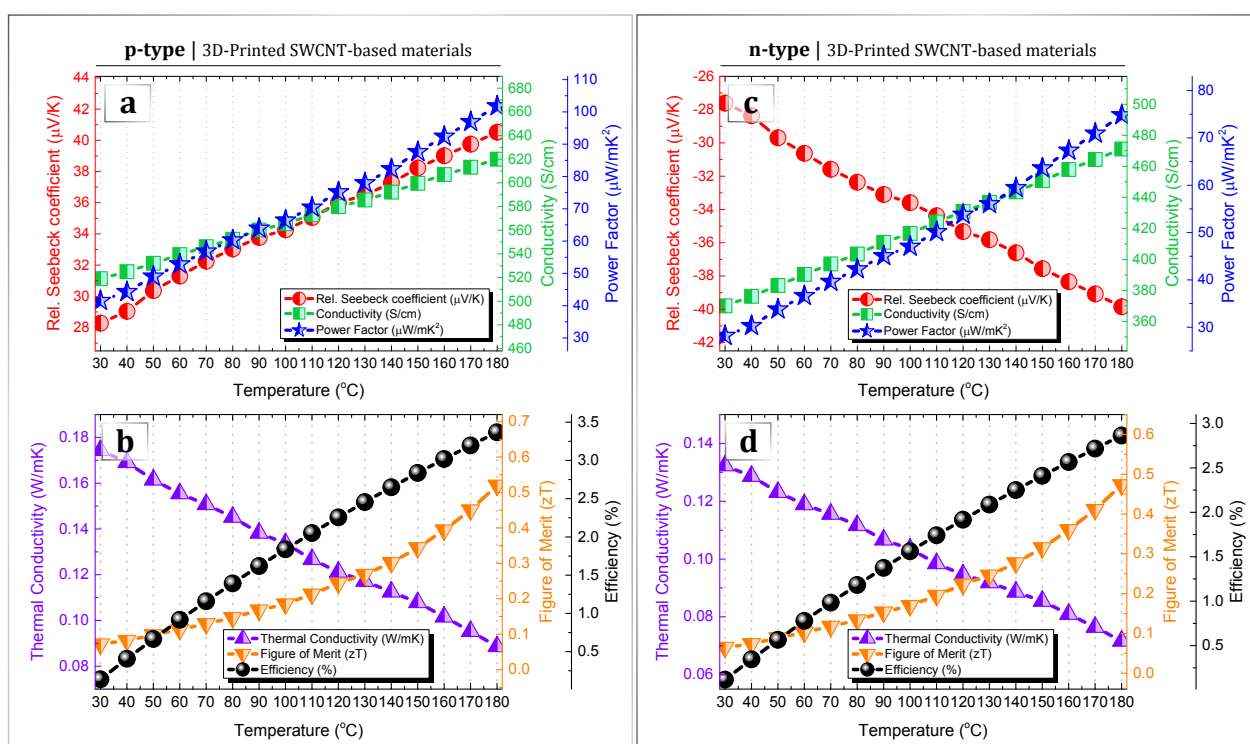 p-type | 3D-Printed SWCNT-based materials
a
Rel. Seebeck coefficient (μV/K)
44
42
40
38
36
34
32
30
28
680
660
640
620
600
580
560
540
520
500
480
460
Conductivity (S/cm)
110
100
90
80
70
60
50
40
30
Power Factor (μW/mK²)
Rel. Seebeck coefficient (μV/K)
Conductivity (S/cm)
Power Factor (μW/mK²)
30 40 50 60 70 80 90 100 110 120 130 140 150 160 170 180
Temperature (°C)
b
Thermal Conductivity (W/mK)
0.18
0.16
0.14
0.12
0.10
0.08
0.7
0.6
0.5
0.4
0.3
0.2
0.1
0.0
Figure of Merit (zT)
3.5
3.0
2.5
2.0
1.5
1.0
0.5
Efficiency (%)
Thermal Conductivity (W/mK)
Figure of Merit (zT)
Efficiency (%)
30 40 50 60 70 80 90 100 110 120 130 140 150 160 170 180
Temperature (°C)
n-type | 3D-Printed SWCNT-based materials
c
Rel. Seebeck coefficient (μV/K)
-26
-28
-30
-32
-34
-36
-38
-40
-42
500
480
460
440
420
400
380
360
Conductivity (S/cm)
80
70
60
50
40
30
Power Factor (μW/mK²)
Rel. Seebeck coefficient (μV/K)
Conductivity (S/cm)
Power Factor (μW/mK²)
30 40 50 60 70 80 90 100 110 120 130 140 150 160 170 180
Temperature (°C)
d
Thermal Conductivity (W/mK)
0.14
0.12
0.10
0.08
0.06
0.6
0.5
0.4
0.3
0.2
0.1
0.0
Figure of Merit (zT)
3.0
2.5
2.0
1.5
1.0
0.5
Efficiency (%)
Thermal Conductivity (W/mK)
Figure of Merit (zT)
Efficiency (%)
30 40 50 60 70 80 90 100 110 120 130 140 150 160 170 180
Temperature (°C)